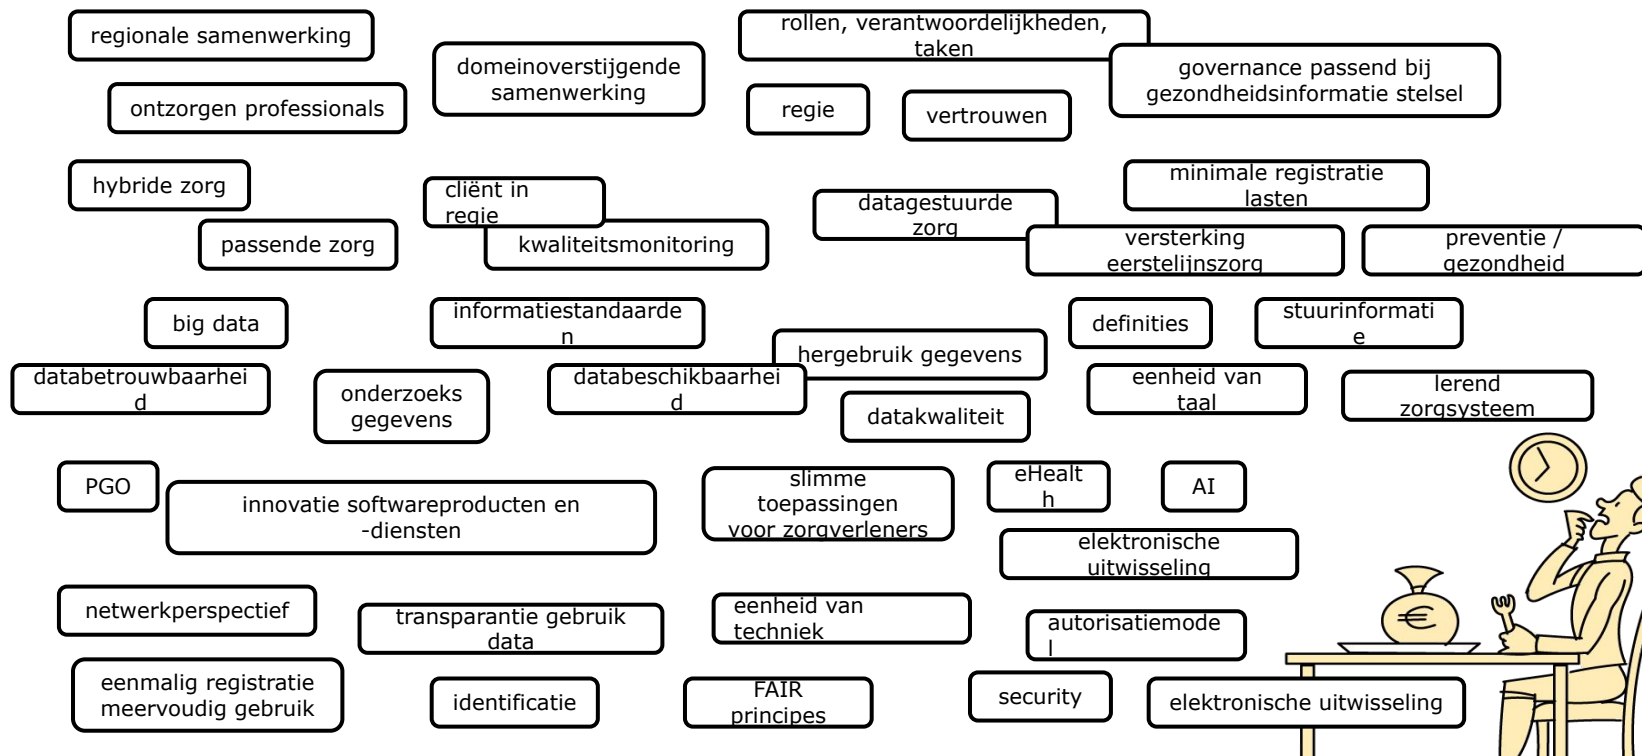 regionale samenwerking
domeinoverstijgende
samenwerking
rollen, verantwoordelijkheden,
taken
governance passend bij
gezondheidsinformatie stelsel
ontzorgen professionals
regie
vertrouwen
hybride zorg
cliënt in
regie
datagestuurde
zorg
minimale registratie
lasten
passende zorg
kwaliteitsmonitoring
versterking
eerstelijnszorg
preventie /
gezondheid
big data
informatiestandaarde
n
hergebruik gegevens
definities
stuurinformati
e
databetrouwbaarhei
d
onderzoeks
gegevens
databeschikbaarhei
d
datakwaliteit
eenheid van
taal
lerend
zorgsysteem
PGO
innovatie softwareproducten en
-diensten
slimme
toepassingen
voor zorgverleners
eHealt
h
AI
elektronische
uitwisseling
netwerkperspectief
transparantie gebruik
data
eenheid van
techniek
autorisatiemode
l
eenmalig registratie
meervoudig gebruik
identificatie
FAIR
principes
security
elektronische uitwisseling
€